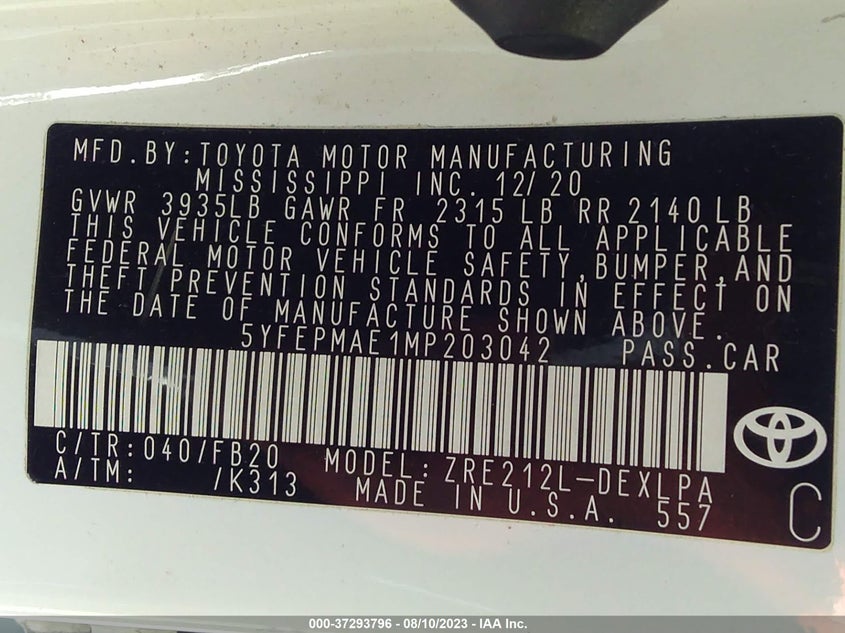 MFD.BY:TOYOTA MOTOR MANUFACTURING
MISSISSIPPI INC. 12/20
GVWR 3935LB GAWR FR 2315 LB RR 2140 LB
THIS VEHICLE CONFORMS TO ALL APPLICABLE
FEDERAL MOTOR VEHICLE SAFETY,BUMPER,AND
THEFT PREVENTION STANDARDS IN EFFECT ON
THE DATE OF MANUFACTURE SHOWN ABOVE.
5YFEPMAE1MP203042 PASS.CAR
C/TR:040/FB20 MODEL:ZRE212L-DEXLPA
A/TM: /K313 MADE IN U.S.A. 557
C
000-37293796 - 08/10/2023 - IAA Inc.